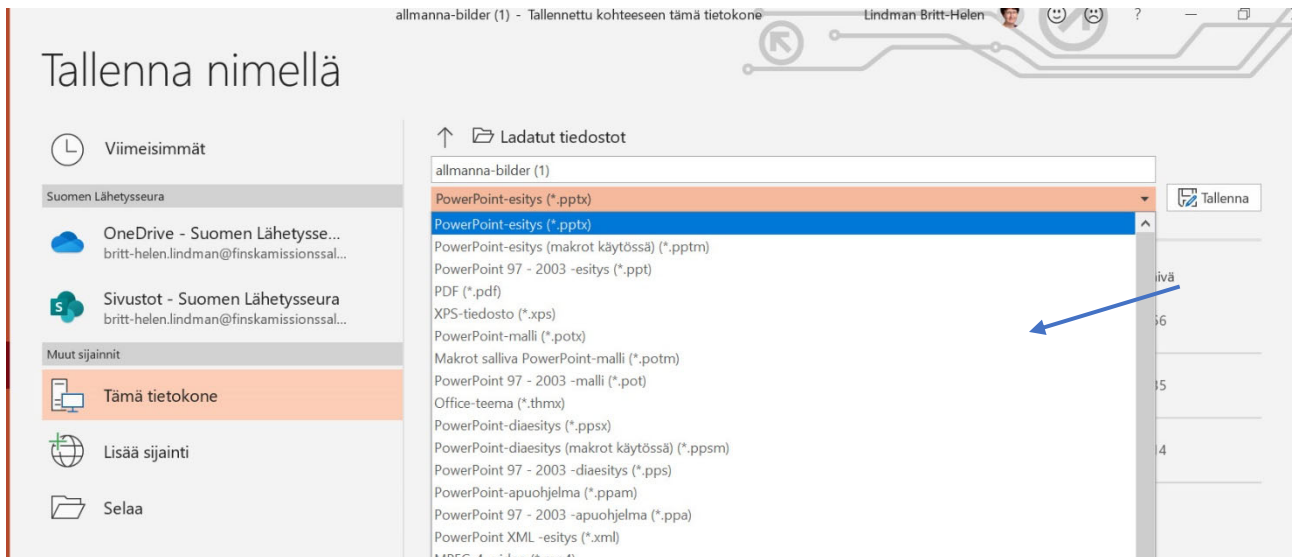 allmanna-bilder (1) - Tallennettu kohteeseen tämä tietokone
Lindman Britt-Helen
?
Tallenna nimellä
Viimeisimmät
Suomen Lähetysseura
OneDrive - Suomen Lähetysse...
britt-helen.lindman@finskamissionssal...
Sivustot - Suomen Lähetysseura
britt-helen.lindman@finskamissionssal...
Muut sijainnit
Tämä tietokone
Lisää sijainti
Selaa
Ladatut tiedostot
allmanna-bilder (1)
PowerPoint-esitys (*.pptx)
Tallenna
PowerPoint-esitys (*.pptx)
PowerPoint-esitys (makrot käytössä) (*.pptm)
PowerPoint 97 - 2003 -esitys (*.ppt)
PDF (*.pdf)
XPS-tiedosto (*.xps)
PowerPoint-malli (*.potx)
Makrot salliva PowerPoint-malli (*.potm)
PowerPoint 97 - 2003 -malli (*.pot)
Office-teema (*.thmx)
PowerPoint-diaesitys (*.ppsx)
PowerPoint-diaesitys (makrot käytössä) (*.ppsm)
PowerPoint 97 - 2003 -diaesitys (*.pps)
PowerPoint-apuohjelma (*.ppam)
PowerPoint 97 - 2003 -apuohjelma (*.ppa)
PowerPoint XML -esitys (*.xml)